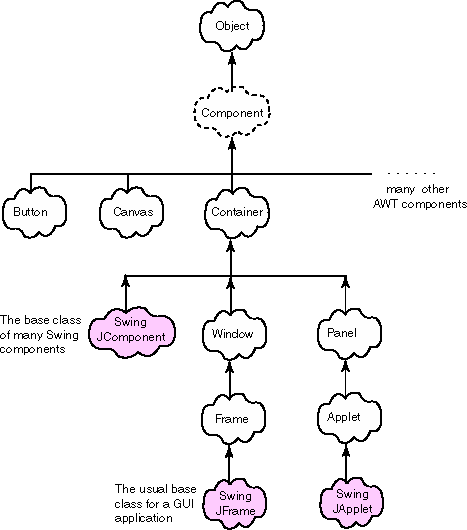 Object
Component
Button
Canvas
Container
many other
AWT components
The base class
of many Swing
components
Swing
JComponent
Window
Panel
Frame
Applet
The usual base
class for a GUI
application
Swing
JFrame
Swing
JApplet